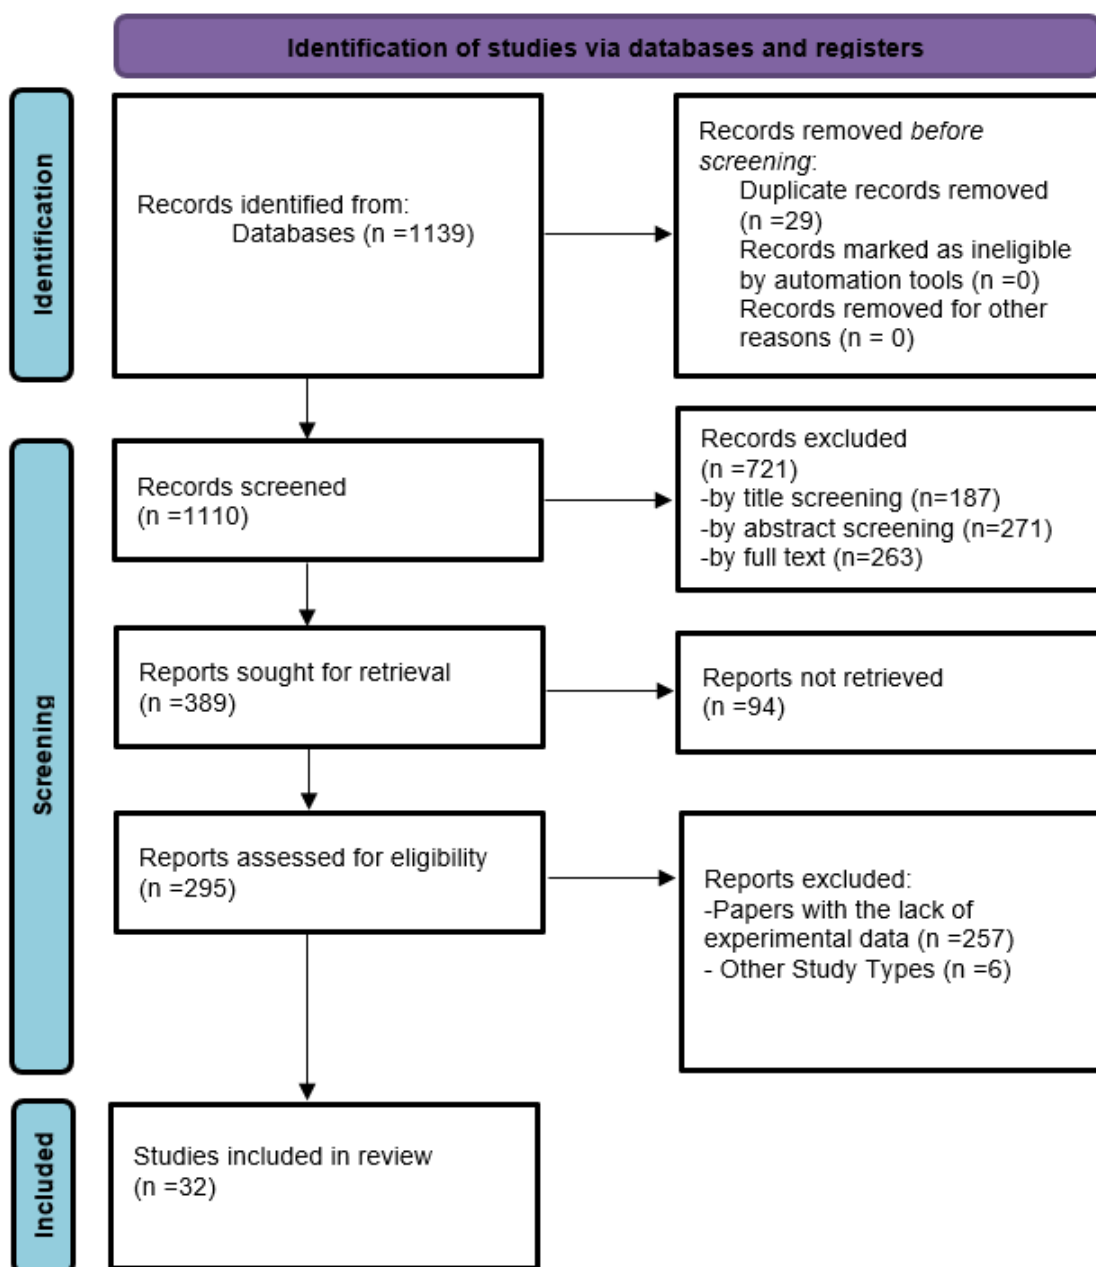 Identification of studies via databases and registers
Identification
Records identified from:
Databases (n =1139)
Records removed before
screening:
Duplicate records removed
(n =29)
Records marked as ineligible
by automation tools (n =0)
Records removed for other
reasons (n = 0)
Screening
Records screened
(n =1110)
Records excluded
(n =721)
-by title screening (n=187)
-by abstract screening (n=271)
-by full text (n=263)
Reports sought for retrieval
(n =389)
Reports not retrieved
(n =94)
Reports assessed for eligibility
(n =295)
Reports excluded:
-Papers with the lack of
experimental data (n =257)
- Other Study Types (n =6)
Included
Studies included in review
(n =32)